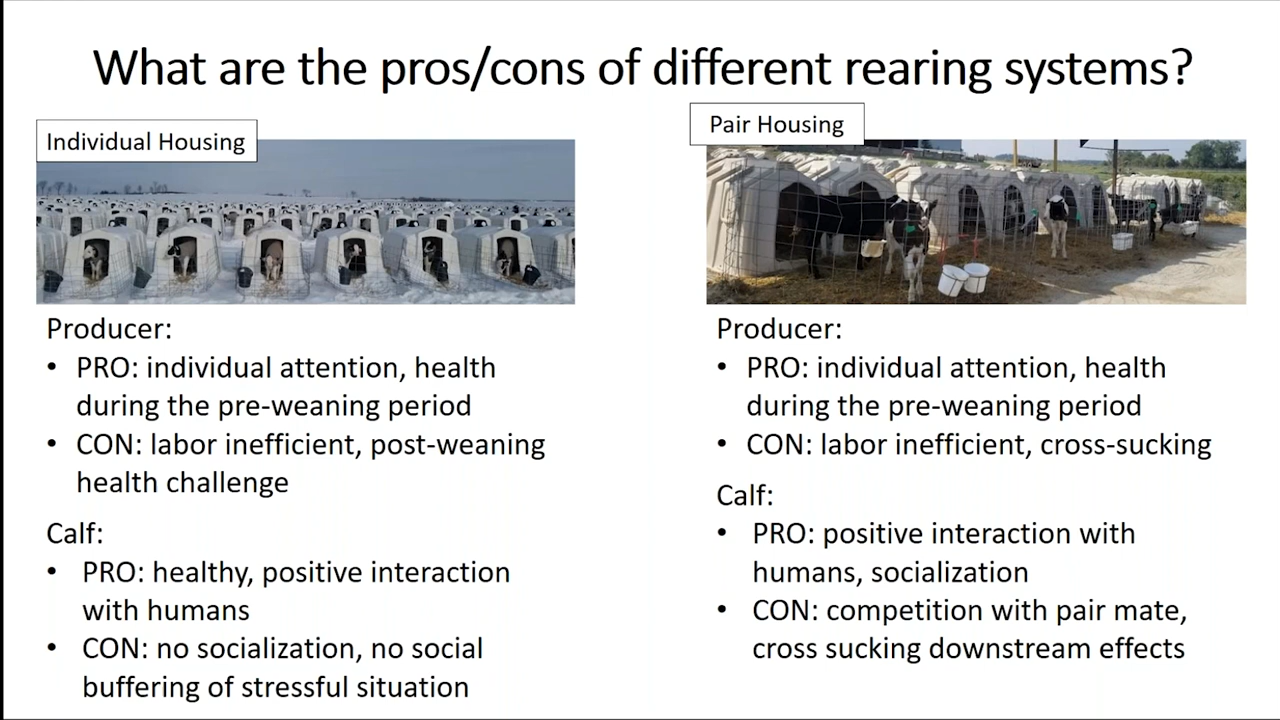 What are the pros/cons of different rearing systems?
Individual Housing
Producer:
• PRO: individual attention, health
during the pre-weaning period
• CON: labor inefficient, post-weaning
health challenge
Calf:
• PRO: healthy, positive interaction
with humans
• CON: no socialization, no social
buffering of stressful situation
Pair Housing
Producer:
• PRO: individual attention, health
during the pre-weaning period
• CON: labor inefficient, cross-sucking
Calf:
• PRO: positive interaction with
humans, socialization
• CON: competition with pair mate,
cross sucking downstream effects